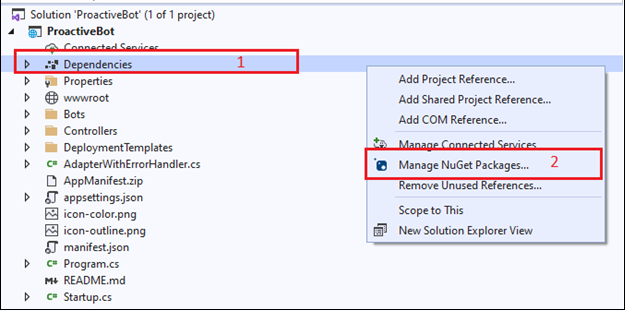 Solution 'ProactiveBot' (1 of 1 project)
ProactiveBot
Connected Services
Dependencies 1
Properties
wwwroot
Bots
Controllers
DeploymentTemplates
C# AdapterWithErrorHandler.cs
AppManifest.zip
appsettings.json
icon-color.png
icon-outline.png
manifest.json
C# Program.cs
M↓ README.md
C# Startup.cs
Add Project Reference...
Add Shared Project Reference...
Add COM Reference...
Manage Connected Services
Manage NuGet Packages... 2
Remove Unused References...
Scope to This
New Solution Explorer View